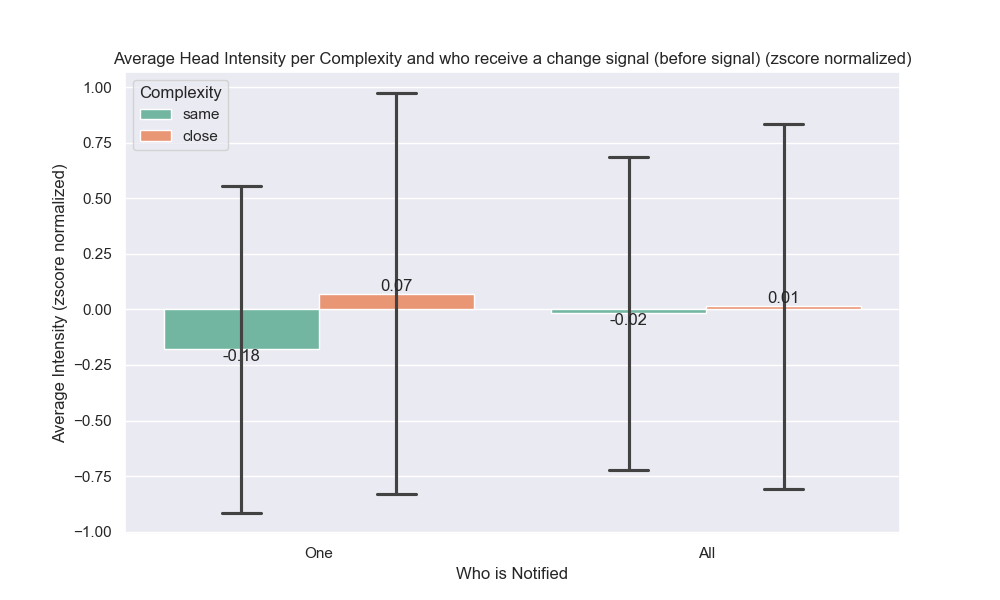 Average Head Intensity per Complexity and who receive a change signal (before signal) (zscore normalized)
Complexity
same
close
Average Intensity (zscore normalized)
1.00
0.75
0.50
0.25
0.00
−0.25
−0.50
−0.75
−1.00
-0.18
0.07
-0.02
0.01
One
All
Who is Notified